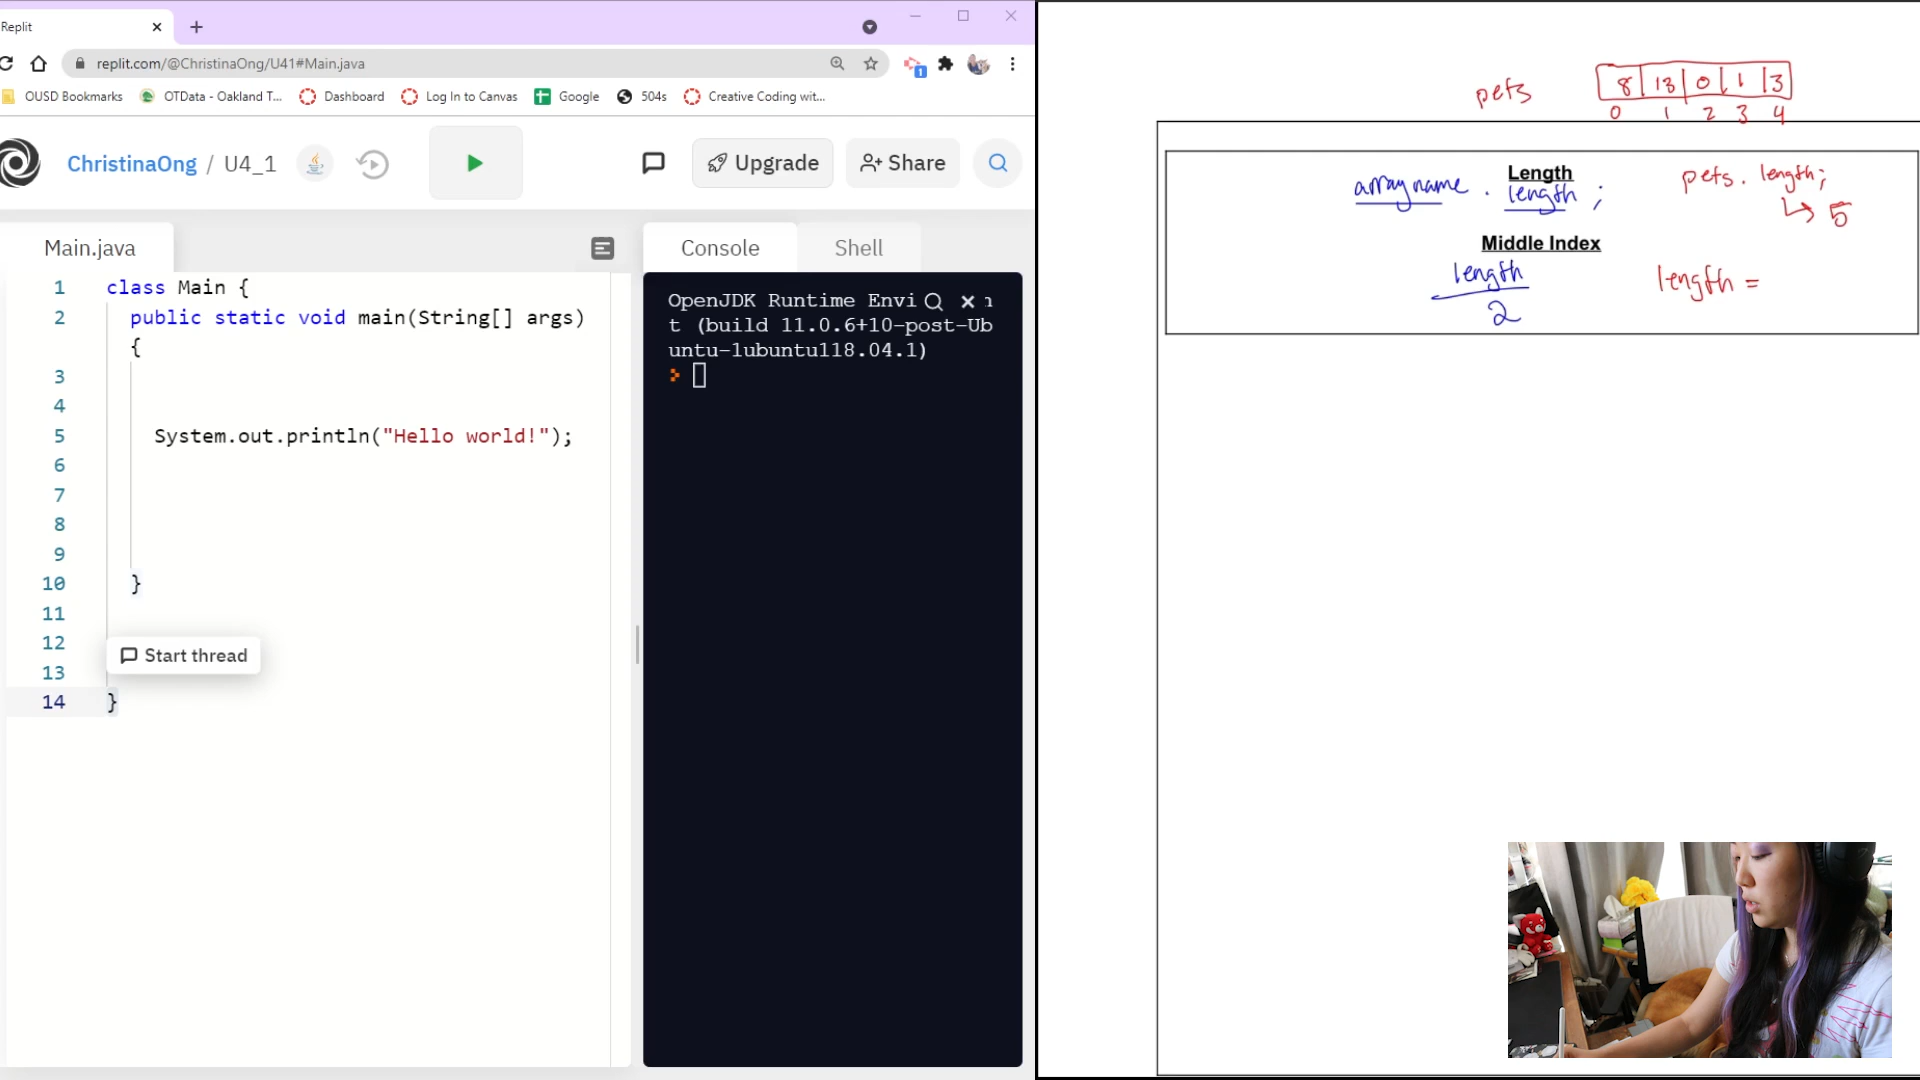 Replit
replit.com/@ChristinaOng/U41#Main.java
1
OUSD Bookmarks OTData - Oakland T... Dashboard Log In to Canvas Google 504s Creative Coding wit...
ChristinaOng / U4_1 Upgrade Share
Main.java
1 class Main {
2 public static void main(String[] args)
{
3
4
5 System.out.println("Hello world!");
6
7
8
9
10 }
11
12
Start thread
13
14 }
Console Shell
OpenJDK Runtime Envi
t (build 11.0.6+10-post-Ub
untu-1ubuntu118.04.1)
pets 8 13 0 1 3
0 1 2 3 4
Length
arrayname . length ;
pets. length;
↳ 5
Middle Index
length
2
length =